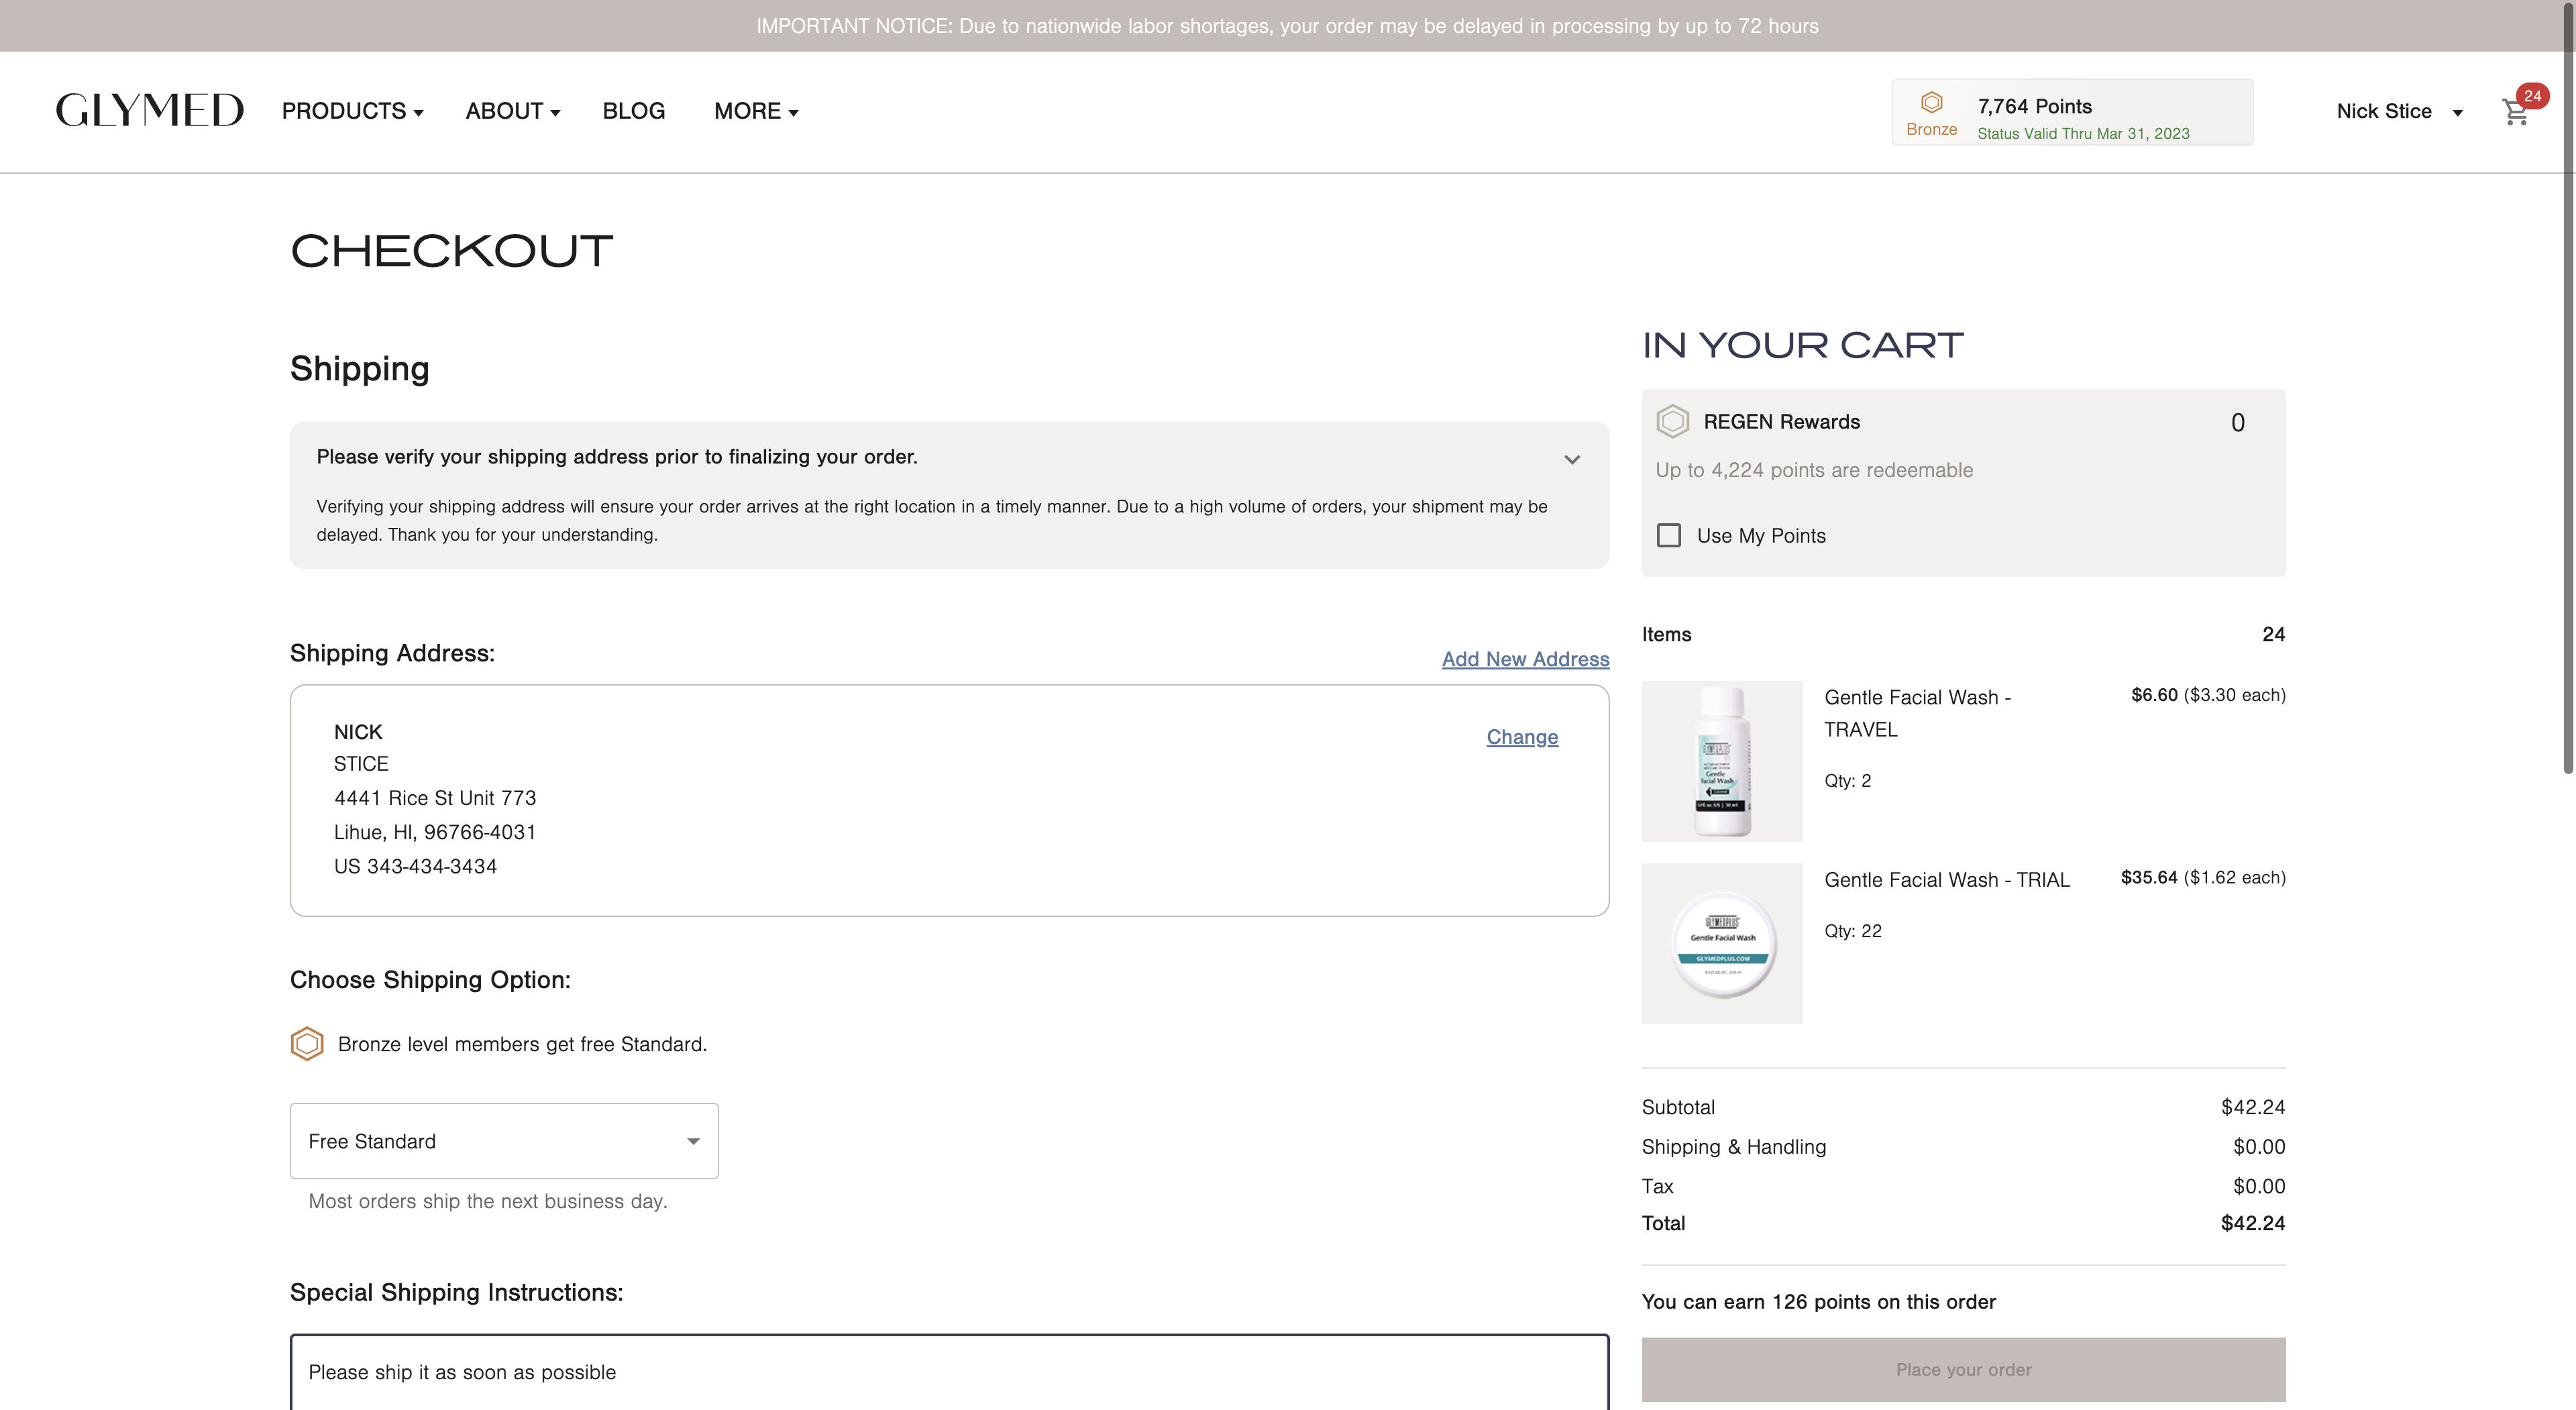 IMPORTANT NOTICE: Due to nationwide labor shortages, your order may be delayed in processing by up to 72 hours
GLYMED
PRODUCTS
ABOUT
BLOG
MORE
Bronze
7,764 Points
Status Valid Thru Mar 31, 2023
Nick Stice
24
CHECKOUT
Shipping
Please verify your shipping address prior to finalizing your order.
Verifying your shipping address will ensure your order arrives at the right location in a timely manner. Due to a high volume of orders, your shipment may be
delayed. Thank you for your understanding.
Shipping Address:
Add New Address
NICK
Change
STICE
4441 Rice St Unit 773
Lihue, HI, 96766-4031
US 343-434-3434
Choose Shipping Option:
Bronze level members get free Standard.
Free Standard
Most orders ship the next business day.
Special Shipping Instructions:
Please ship it as soon as possible
IN YOUR CART
REGEN Rewards
0
Up to 4,224 points are redeemable
Use My Points
Items
24
Gentle
Facial Wash
Gentle Facial Wash -
TRAVEL
$6.60 ($3.30 each)
Qty: 2
GLYMEDPLUS
Gentle Facial Wash
GLYMEDPLUS.COM
Gentle Facial Wash - TRIAL
$35.64 ($1.62 each)
Qty: 22
Subtotal
$42.24
Shipping & Handling
$0.00
Tax
$0.00
Total
$42.24
You can earn 126 points on this order
Place your order